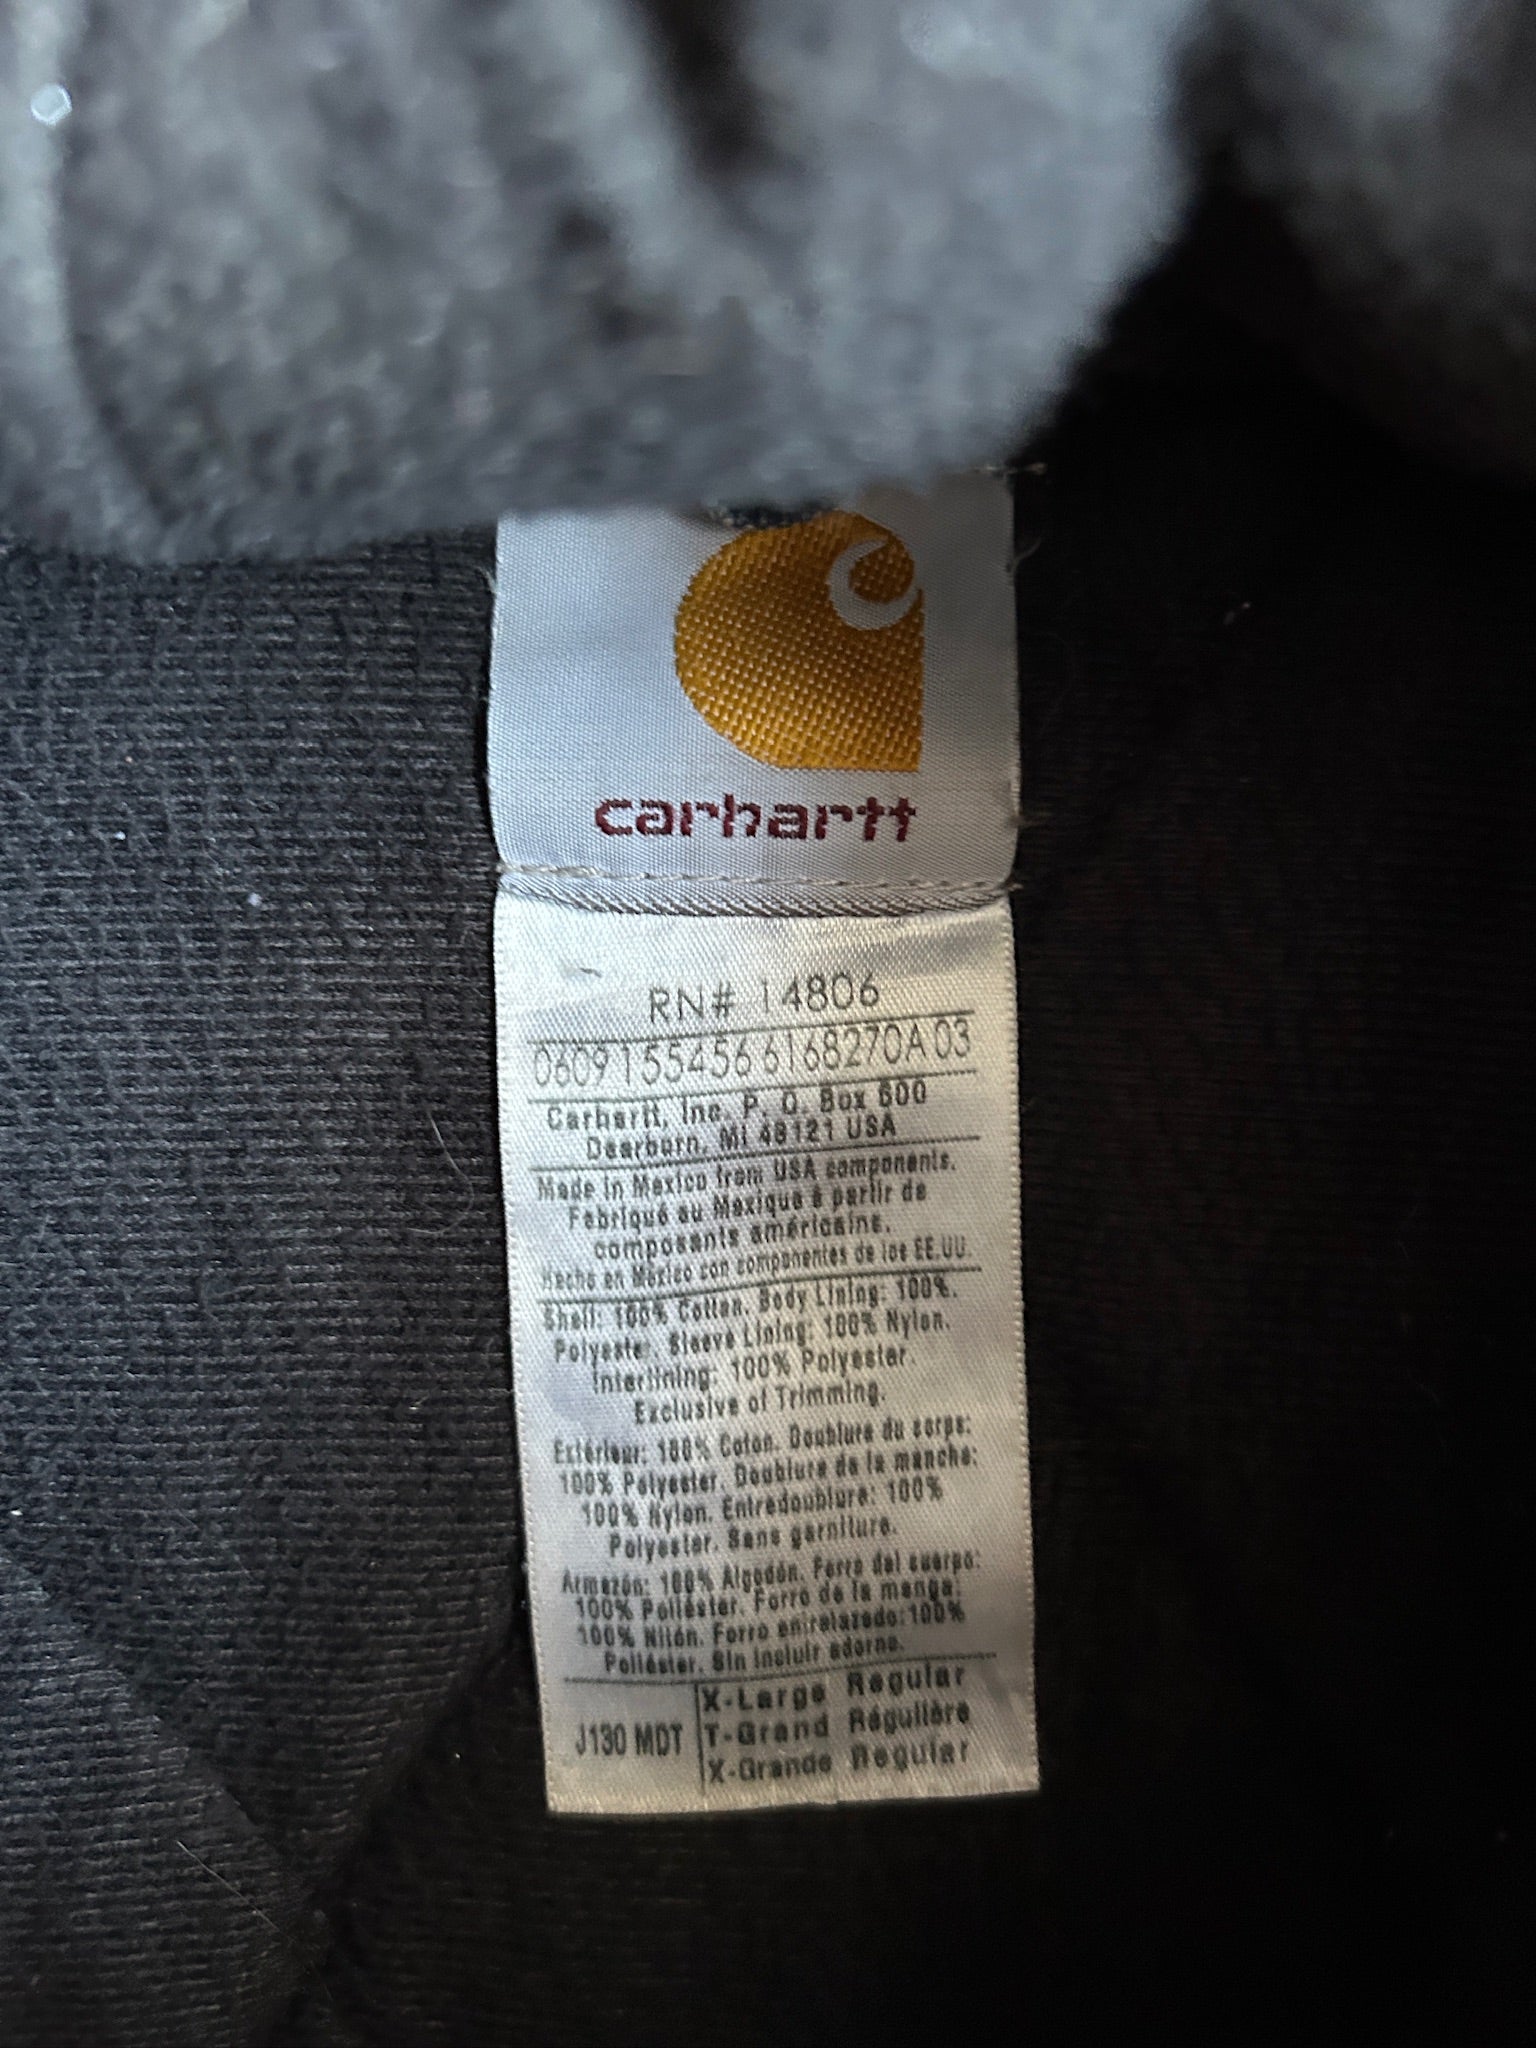 carhartt
RN# 14806
0609 155456 6168270A 03
Carhartt, Inc. P. O. Box 600
Dearborn, MI 48121 USA
Made in Mexico from USA components.
Fabriqué au Mexique à partir de
composants américains.
Hecho en México con componentes de los EE.UU.
Shell: 100% Cotton. Body Lining: 100%.
Polyester. Sleeve Lining: 100% Nylon.
Interlining: 100% Polyester.
Exclusive of Trimming.
Extérieur: 100% Coton. Doublure du corps:
100% Polyester. Doublure de la manche:
100% Nylon. Entredoublure: 100%
Polyester. Sans garniture.
Armazón: 100% Algodón. Forro del cuerpo:
100% Poliéster. Forro de la manga:
100% Nilón. Forro entrelazado: 100%
Poliéster. Sin incluir adorno.
J130 MDT
X-Large Regular
T-Grand Régulière
X-Grande Regular